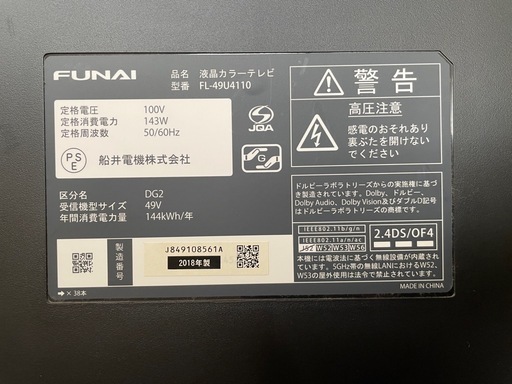 FUNAI
品名 液晶カラーテレビ
型番 FL-49U4110
定格電圧 100V
定格消費電力 143W
定格周波数 50/60Hz
PSE
船井電機株式会社
JQA
G
区分名 DG2
受信機型サイズ 49V
年間消費電力量 144kWh/年
製造番号
J849108561A
2018年製
→ × 38本
警告
高圧注意
感電のおそれあり
裏ぶたを開けない
でください
ドルビーラボラトリーズからの実施権に基づ
き製造されています。Dolby、ドルビー、
Dolby Audio、Dolby Vision及びダブルD記号
はドルビーラボラトリーズの商標です。
IEEE802.11b/g/n
IEEE802.11a/n/ac
J52 W52 W53 W56
2.4DS/OF4
本機には電波法に基づく無線設備が内蔵され
ています。5GHz帯の無線LANにおけるW52、
W53の屋外使用は法令で禁止されています。
MADE IN CHINA